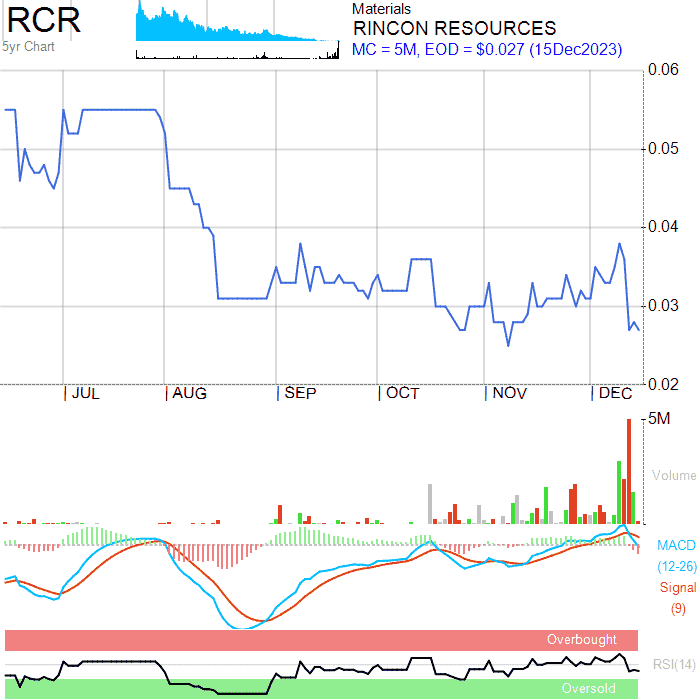 RCR
5yr Chart
Materials
RINCON RESOURCES
MC = 5M, EOD = $0.027 (15Dec2023)
0.06
0.05
0.04
0.03
0.02
JUL AUG SEP OCT NOV DEC
5M
Volume
MACD
(12-26)
Signal
(9)
Overbought
RSI(14)
Oversold